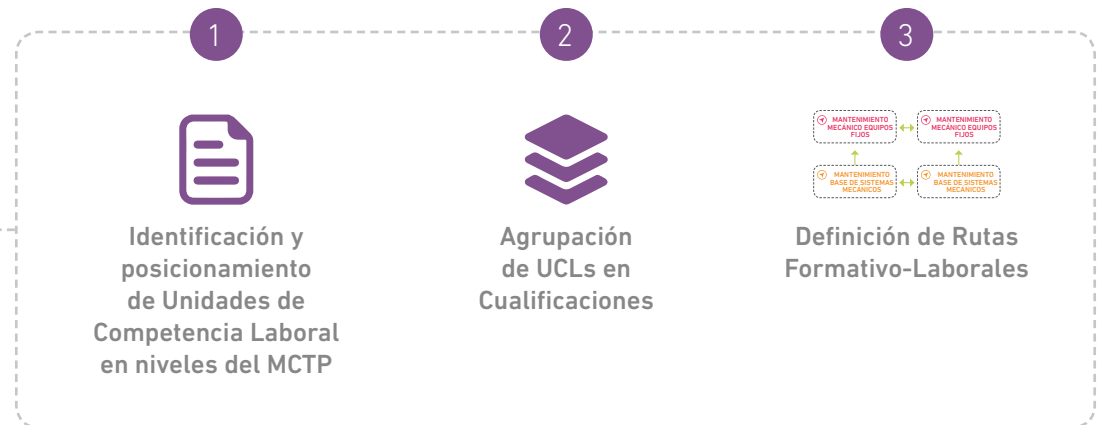 1
2
3
MANTENIMIENTO
MECÁNICO EQUIPOS
FIJOS
MANTENIMIENTO
MECÁNICO EQUIPOS
FIJOS
MANTENIMIENTO
BASE DE SISTEMAS
MECÁNICOS
MANTENIMIENTO
BASE DE SISTEMAS
MECÁNICOS
Identificación y
posicionamiento
de Unidades de
Competencia Laboral
en niveles del MCTP
Agrupación
de UCLs en
Cualificaciones
Definición de Rutas
Formativo-Laborales